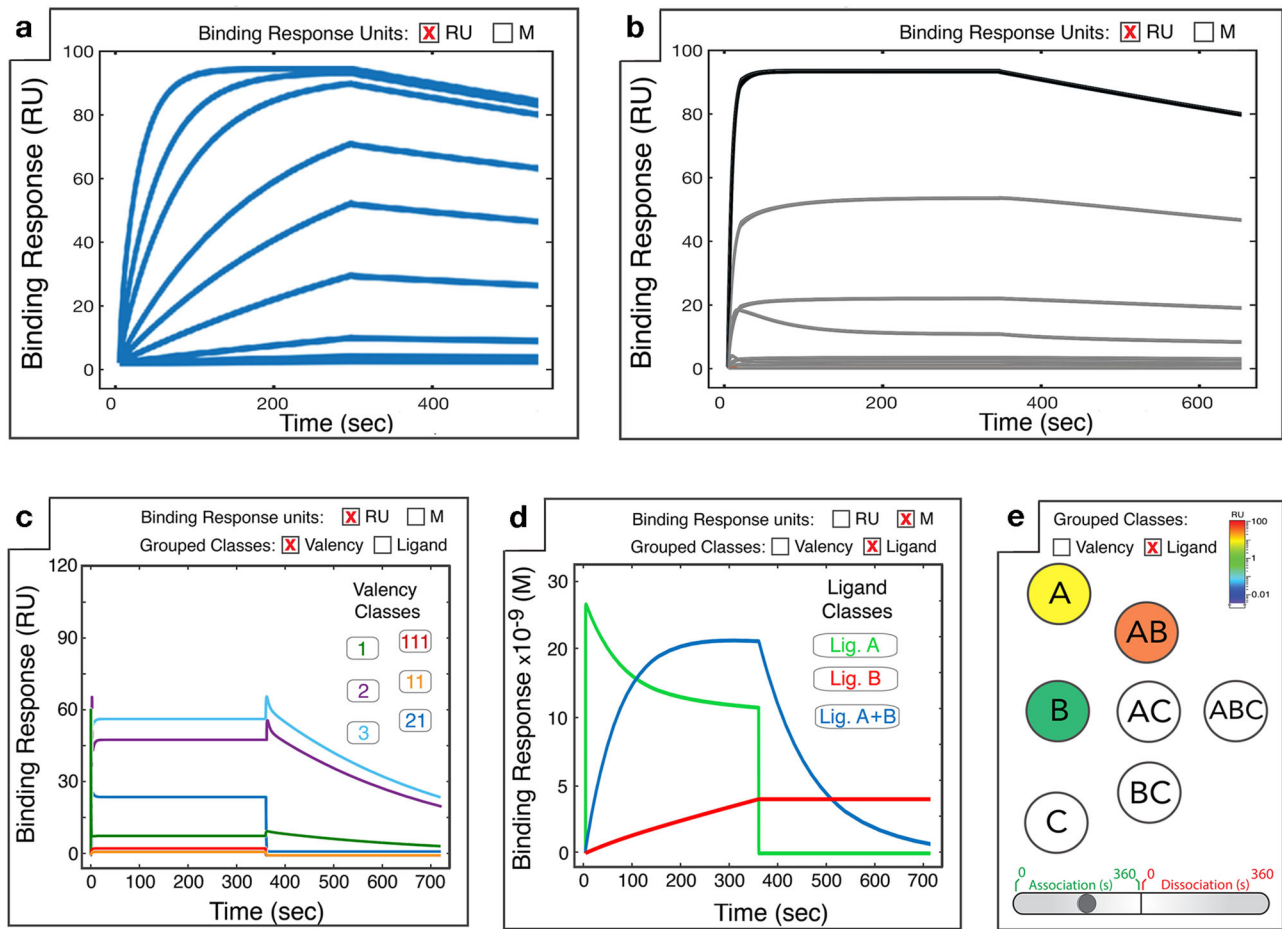 a
Binding Response Units: X RU M
Binding Response (RU)
100
80
60
40
20
0
0 200 400
Time (sec)
b
Binding Response Units: X RU M
Binding Response (RU)
100
80
60
40
20
0
0 200 400 600
Time (sec)
c
Binding Response units: X RU M
Grouped Classes: X Valency Ligand
Binding Response (RU)
120
90
60
30
0
Valency
Classes
1 111
2 11
3 21
0 100 200 300 400 500 600 700
Time (sec)
d
Binding Response units: RU X M
Grouped Classes: Valency X Ligand
Binding Response x10-9 (M)
30
20
10
5
0
Ligand
Classes
Lig. A
Lig. B
Lig. A+B
0 100 200 300 400 500 600 700
Time (sec)
e
Grouped Classes:
Valency X Ligand
RU
100
1
0.01
A
AB
B AC ABC
BC
C
0 360 0 360
Association (s) Dissociation (s)